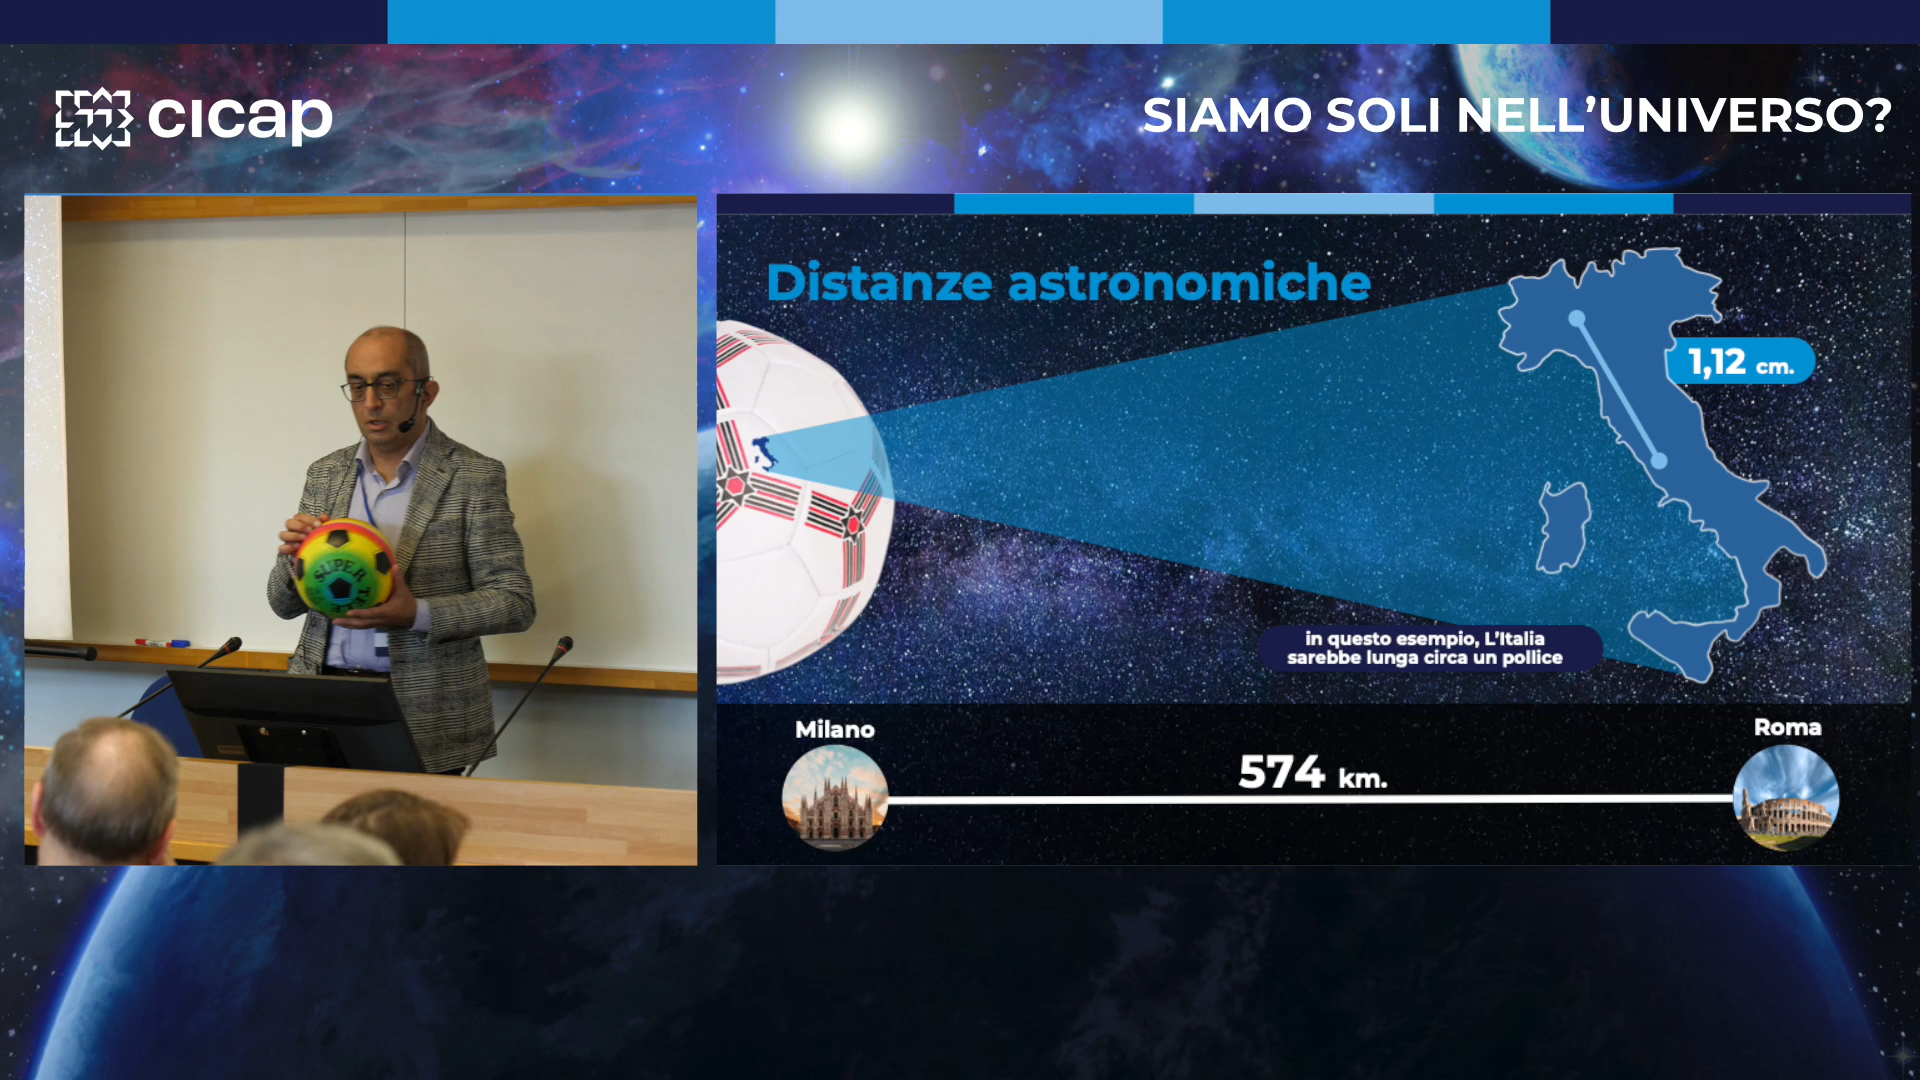 cicap
SIAMO SOLI NELL'UNIVERSO?
Distanze astronomiche
1,12 cm.
in questo esempio, L'Italia
sarebbe lunga circa un pollice
Milano
Roma
574 km.
SUPER
TELE